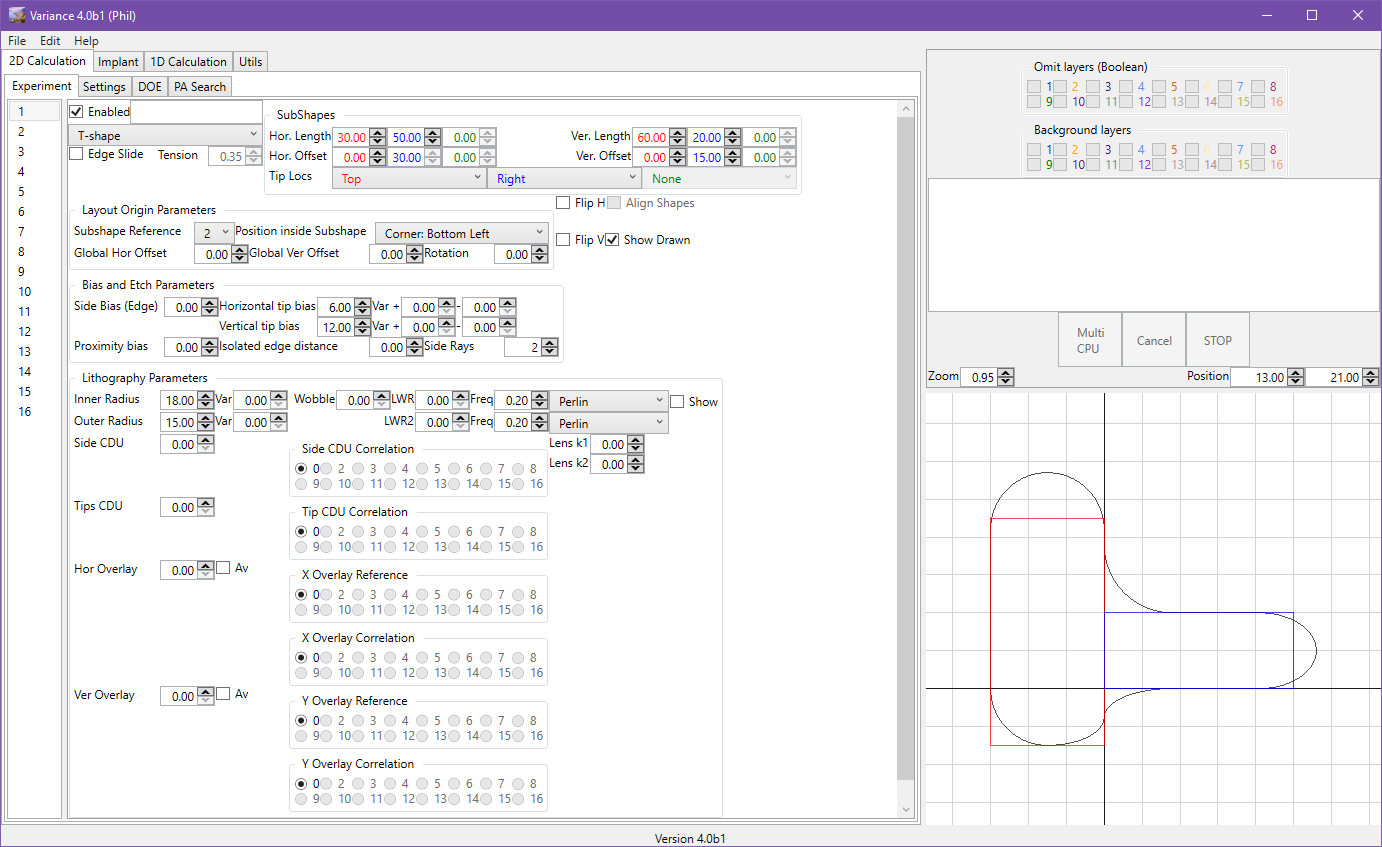 Variance 4.0b1 (Phil)
File Edit Help
2D Calculation Implant 1D Calculation Utils
Experiment Settings DOE PA Search
1
2
3
4
5
6
7
8
9
10
11
12
13
14
15
16
Enabled
T-shape
Edge Slide Tension 0.35
SubShapes
Hor. Length 30.00 50.00 0.00 Ver. Length 60.00 20.00 0.00
Hor. Offset 0.00 30.00 0.00 Ver. Offset 0.00 15.00 0.00
Tip Locs Top Right None
Layout Origin Parameters
Subshape Reference 2 Position inside Subshape Corner: Bottom Left
Global Hor Offset 0.00 Global Ver Offset 0.00 Rotation 0.00
Flip H Align Shapes
Flip V Show Drawn
Bias and Etch Parameters
Side Bias (Edge) 0.00 Horizontal tip bias 6.00 Var + 0.00 - 0.00
Vertical tip bias 12.00 Var + 0.00 - 0.00
Proximity bias 0.00 Isolated edge distance 0.00 Side Rays 2
Lithography Parameters
Inner Radius 18.00 Var 0.00 Wobble 0.00 LWR 0.00 Freq 0.20 Perlin Show
Outer Radius 15.00 Var 0.00 LWR2 0.00 Freq 0.20 Perlin
Side CDU 0.00 Lens k1 0.00
Lens k2 0.00
Side CDU Correlation
0 2 3 4 5 6 7 8
9 10 11 12 13 14 15 16
Tips CDU 0.00
Tip CDU Correlation
0 2 3 4 5 6 7 8
9 10 11 12 13 14 15 16
Hor Overlay 0.00 Av
X Overlay Reference
0 2 3 4 5 6 7 8
9 10 11 12 13 14 15 16
X Overlay Correlation
0 2 3 4 5 6 7 8
9 10 11 12 13 14 15 16
Ver Overlay 0.00 Av
Y Overlay Reference
0 2 3 4 5 6 7 8
9 10 11 12 13 14 15 16
Y Overlay Correlation
0 2 3 4 5 6 7 8
9 10 11 12 13 14 15 16
Omit layers (Boolean)
1 2 3 4 5 6 7 8
9 10 11 12 13 14 15 16
Background layers
1 2 3 4 5 6 7 8
9 10 11 12 13 14 15 16
Multi
CPU
Cancel
STOP
Zoom 0.95 Position 13.00 21.00
Version 4.0b1